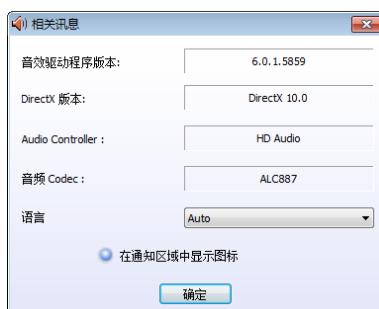 相关讯息
音效驱动程序版本: 6.0.1.5859
DirectX 版本: DirectX 10.0
Audio Controller : HD Audio
音频 Codec : ALC887
语言 Auto
在通知区域中显示图标
确定